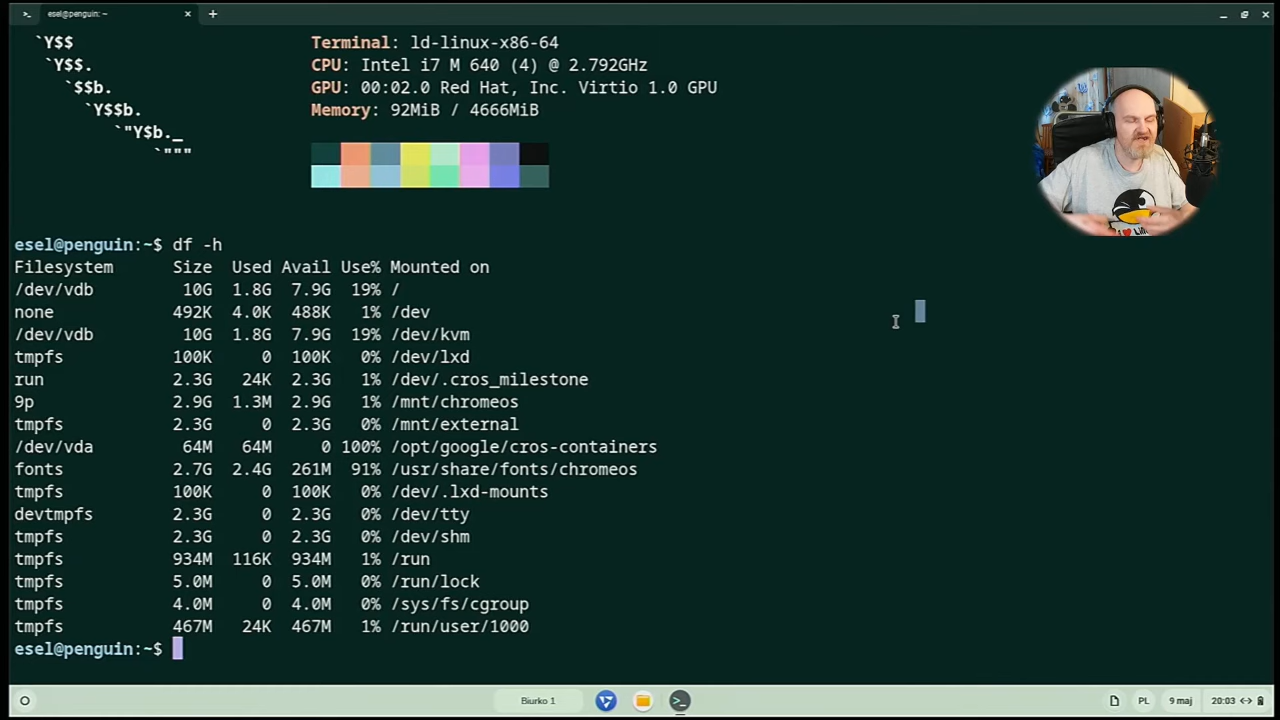 esel@penguin: ~
`Y$$
Terminal: ld-linux-x86-64
`Y$$.
CPU: Intel i7 M 640 (4) @ 2.792GHz
`$$b.
GPU: 00:02.0 Red Hat, Inc. Virtio 1.0 GPU
`Y$$b.
Memory: 92MiB / 4666MiB
`"Y$b._
`"""
esel@penguin:~$ df -h
Filesystem Size Used Avail Use% Mounted on
/dev/vdb 10G 1.8G 7.9G 19% /
none 492K 4.0K 488K 1% /dev
/dev/vdb 10G 1.8G 7.9G 19% /dev/kvm
tmpfs 100K 0 100K 0% /dev/lxd
run 2.3G 24K 2.3G 1% /dev/.cros_milestone
9p 2.9G 1.3M 2.9G 1% /mnt/chromeos
tmpfs 2.3G 0 2.3G 0% /mnt/external
/dev/vda 64M 64M 0 100% /opt/google/cros-containers
fonts 2.7G 2.4G 261M 91% /usr/share/fonts/chromeos
tmpfs 100K 0 100K 0% /dev/.lxd-mounts
devtmpfs 2.3G 0 2.3G 0% /dev/tty
tmpfs 2.3G 0 2.3G 0% /dev/shm
tmpfs 934M 116K 934M 1% /run
tmpfs 5.0M 0 5.0M 0% /run/lock
tmpfs 4.0M 0 4.0M 0% /sys/fs/cgroup
tmpfs 467M 24K 467M 1% /run/user/1000
esel@penguin:~$
Biurko 1
PL
9 maj
20:03